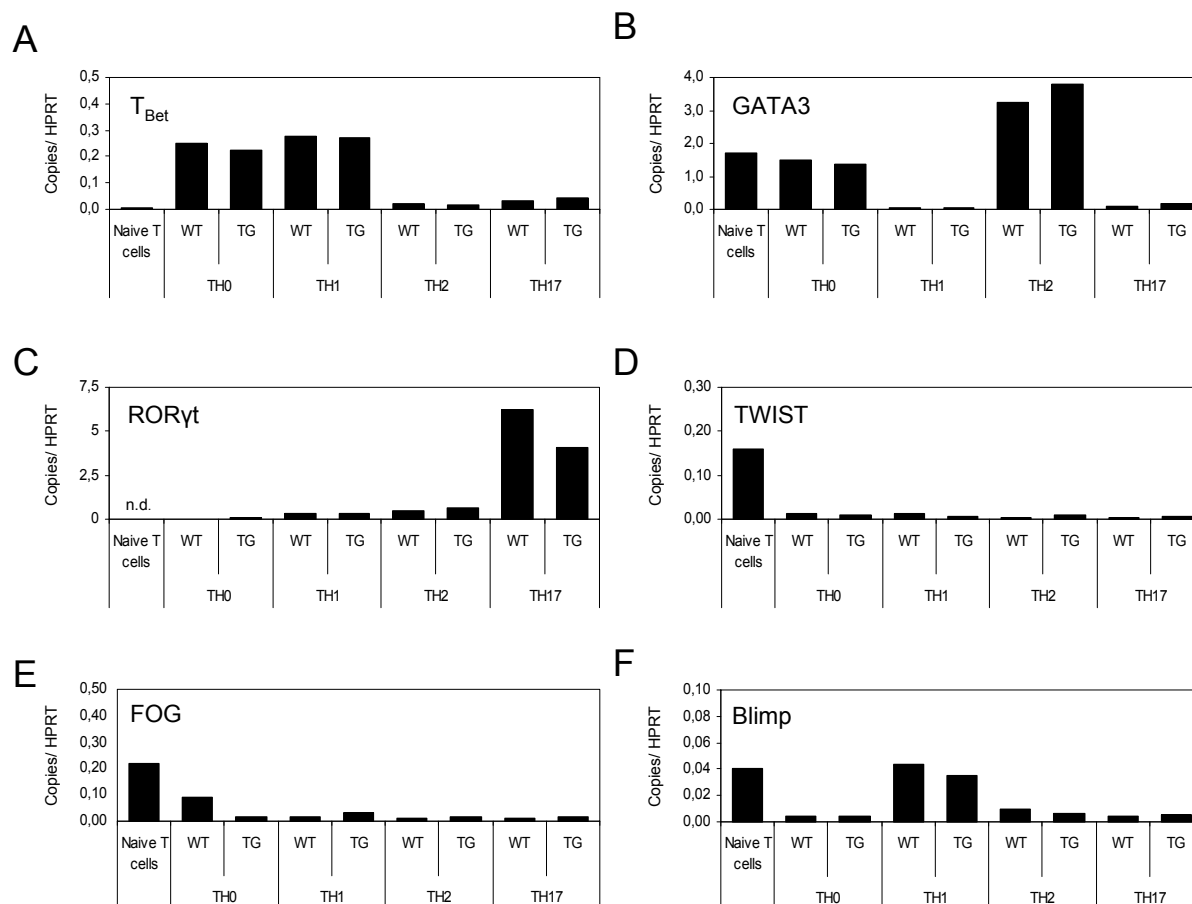 A
T_Bet
Copies/ HPRT
0,5
0,4
0,3
0,2
0,1
0,0
Naive T cells
WT TG WT TG WT TG WT TG
TH0 TH1 TH2 TH17
B
GATA3
Copies/ HPRT
4,0
3,0
2,0
1,0
0,0
Naive T cells
WT TG WT TG WT TG WT TG
TH0 TH1 TH2 TH17
C
RORγt
Copies/ HPRT
7,5
5
2,5
0
n.d.
Naive T cells
WT TG WT TG WT TG WT TG
TH0 TH1 TH2 TH17
D
TWIST
Copies/ HPRT
0,30
0,20
0,10
0,00
Naive T cells
WT TG WT TG WT TG WT TG
TH0 TH1 TH2 TH17
E
FOG
Copies/ HPRT
0,50
0,40
0,30
0,20
0,10
0,00
Naive T cells
WT TG WT TG WT TG WT TG
TH0 TH1 TH2 TH17
F
Blimp
Copies/ HPRT
0,10
0,08
0,06
0,04
0,02
0,00
Naive T cells
WT TG WT TG WT TG WT TG
TH0 TH1 TH2 TH17